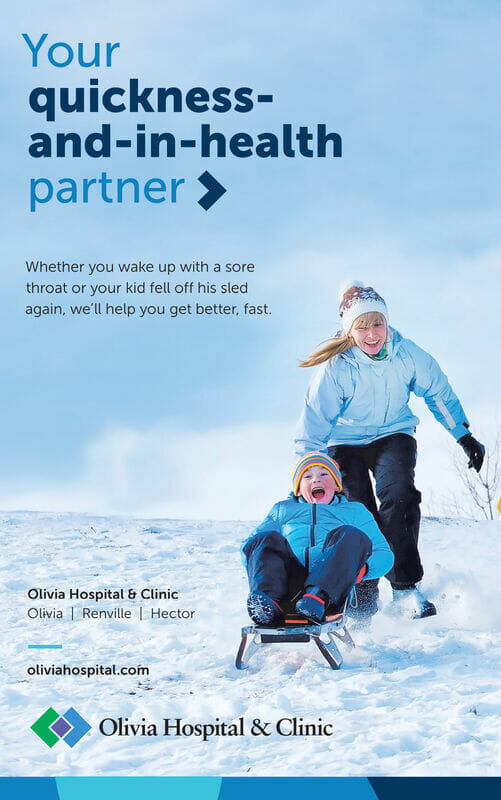 Your
quickness-
and-in-health
partner
Whether you wake up with a sore
throat or your kid fell off his sled
again, we'll help you get better, fast.
Olivia Hospital & Clinic
Olivia | Renville | Hector
oliviahospital.com
Olivia Hospital & Clinic